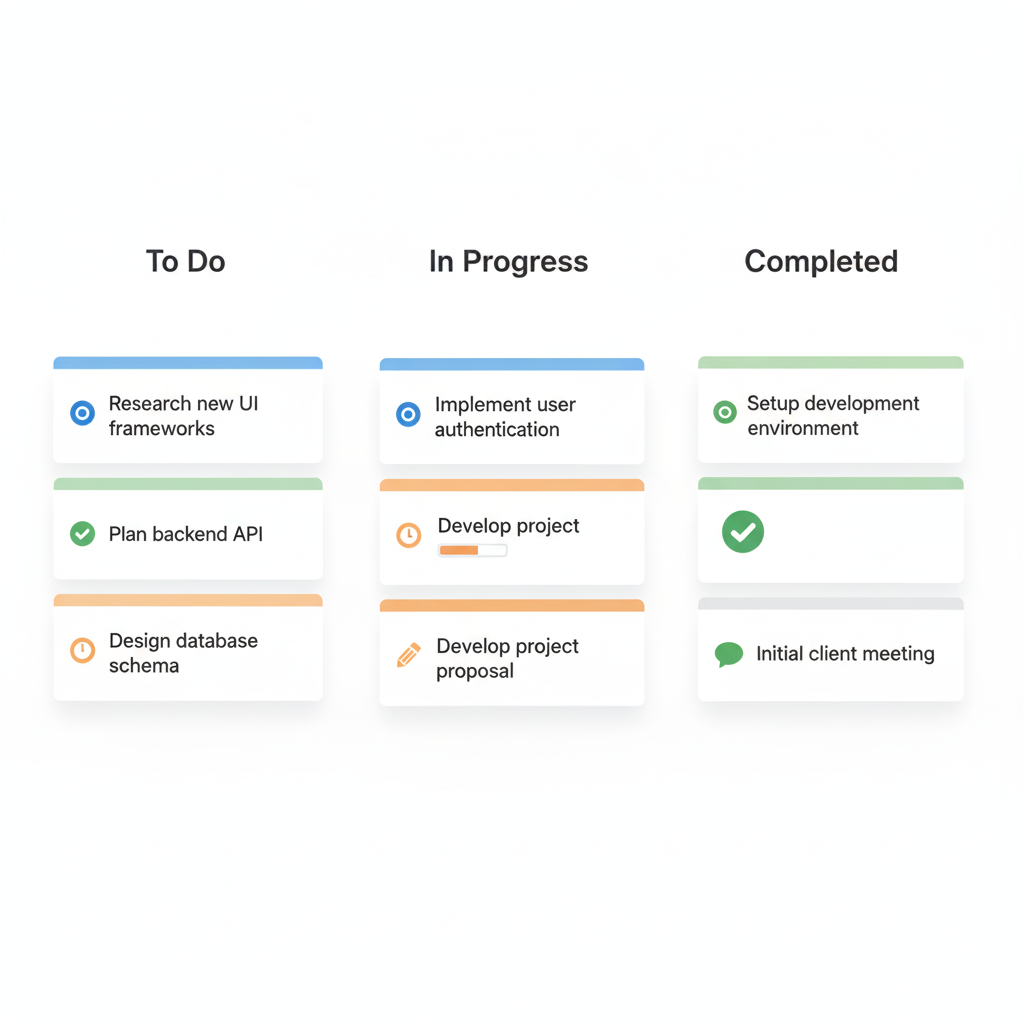 To Do
Research new UI
frameworks
Plan backend API
Design database
schema
In Progress
Implement user
authentication
Develop project
Develop project
proposal
Completed
Setup development
environment
Initial client meeting